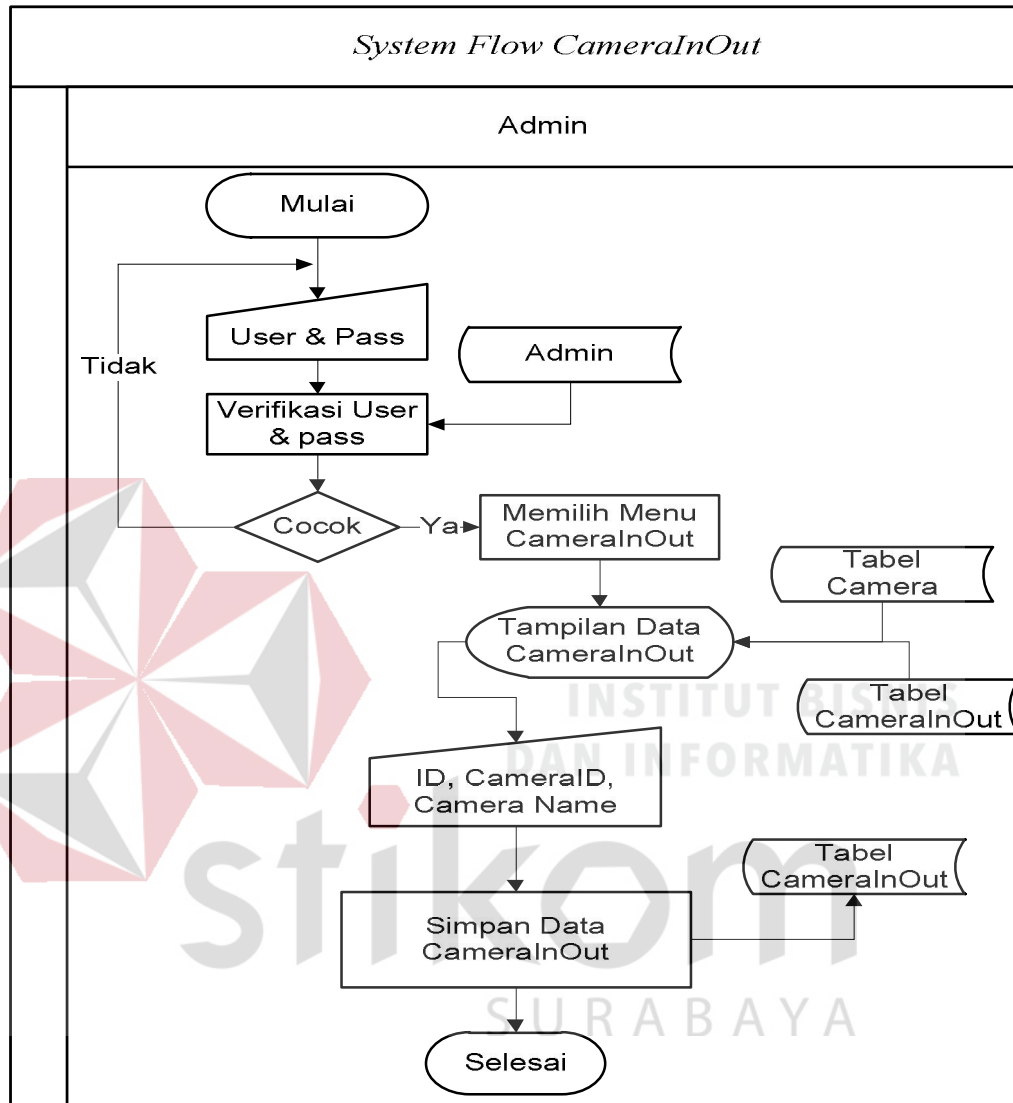 System Flow CameraInOut
Admin
Mulai
User & Pass
Admin
Tidak
Verifikasi User
& pass
Cocok
Ya
Memilih Menu
CameraInOut
Tabel
Camera
Tampilan Data
CameraInOut
Tabel
CameraInOut
INSTITUT BISNIS
DAN INFORMATIKA
ID, CameraID,
Camera Name
stikom
Tabel
CameraInOut
Simpan Data
CameraInOut
SURABAYA
Selesai